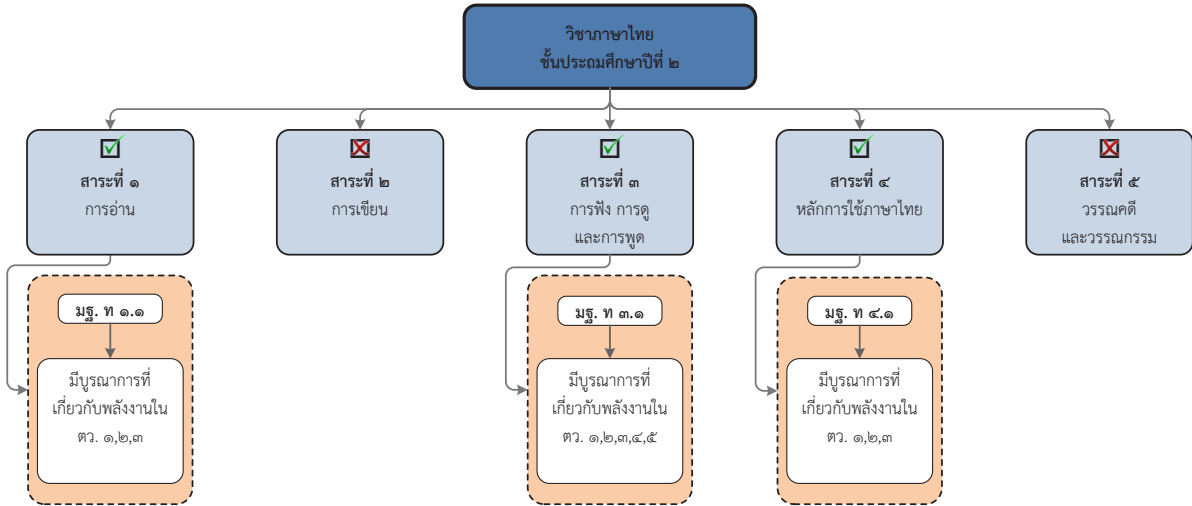 วิชาภาษาไทย
ชั้นประถมศึกษาปีที่ ๒
สาระที่ ๑
การอ่าน
สาระที่ ๒
การเขียน
สาระที่ ๓
การฟัง การดู
และการพูด
สาระที่ ๔
หลักการใช้ภาษาไทย
สาระที่ ๕
วรรณคดี
และวรรณกรรม
มฐ. ท ๑.๑
มีบูรณาการที่
เกี่ยวกับพลังงานใน
ตว. ๑,๒,๓
มฐ. ท ๓.๑
มีบูรณาการที่
เกี่ยวกับพลังงานใน
ตว. ๑,๒,๓,๔,๕
มฐ. ท ๔.๑
มีบูรณาการที่
เกี่ยวกับพลังงานใน
ตว. ๑,๒,๓